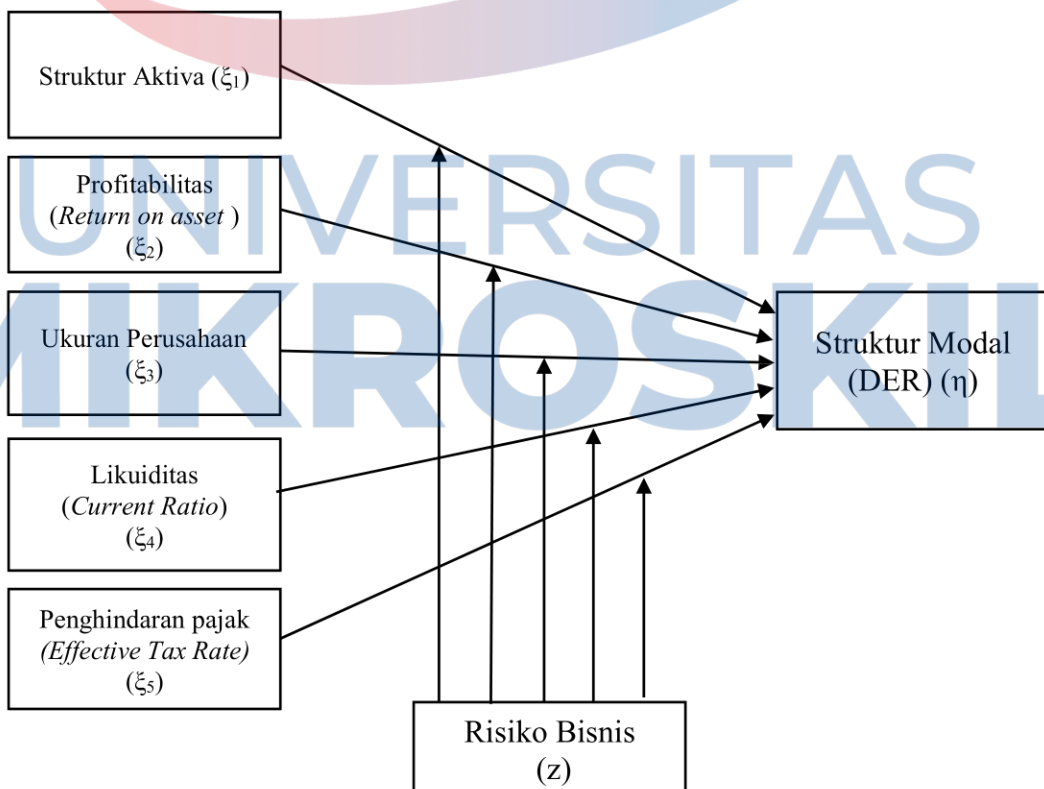 Struktur Aktiva (ξ1)
Profitabilitas
(Return on asset )
(ξ2)
Ukuran Perusahaan
(ξ3)
Likuiditas
(Current Ratio)
(ξ4)
Penghindaran pajak
(Effective Tax Rate)
(ξ5)
Struktur Modal
(DER) (η)
Risiko Bisnis
(z)
UNIVERSITAS
MIKROSKIL